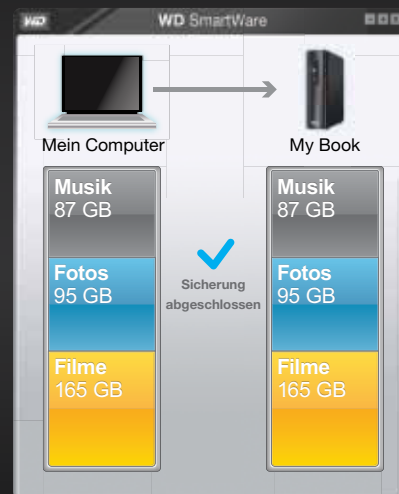 WD
WD SmartWare
Mein Computer
My Book
Musik
87 GB
Fotos
95 GB
Filme
165 GB
Sicherung
abgeschlossen
Musik
87 GB
Fotos
95 GB
Filme
165 GB